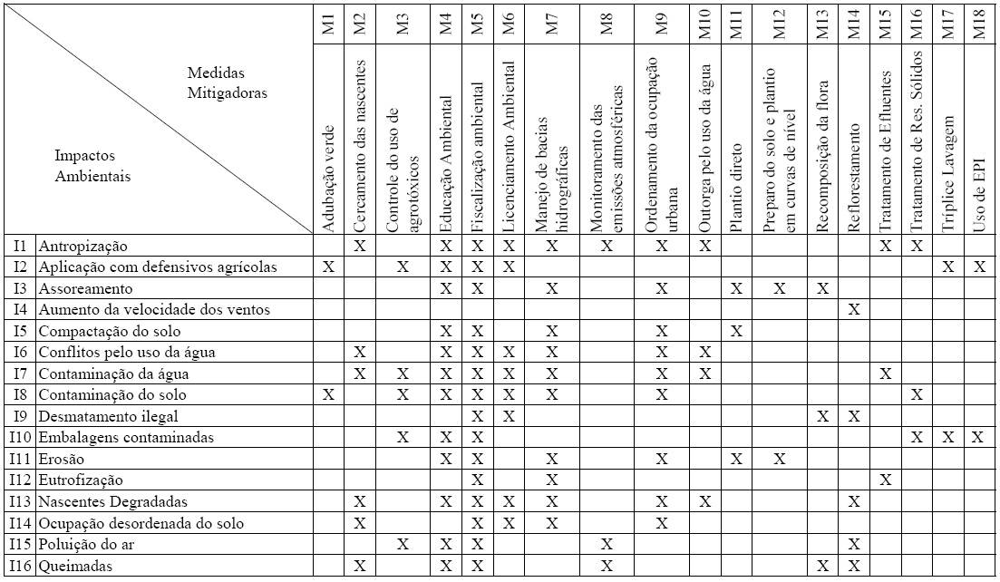 M1 M2 M3 M4 M5 M6 M7 M8 M9 M10 M11 M12 M13 M14 M15 M16 M17 M18
Medidas
Mitigadoras
Impactos
Ambientais
Adubação verde
Cercamento das nascentes
Controle do uso de
agrotóxicos
Educação Ambiental
Fiscalização ambiental
Licenciamento Ambiental
Manejo de bacias
hidrográficas
Monitoramento das
emissões atmosféricas
Ordenamento da ocupação
urbana
Outorga pelo uso da água
Plantio direto
Preparo do solo e plantio
em curvas de nível
Recomposição da flora
Reflorestamento
Tratamento de Efluentes
Tratamento de Res. Sólidos
Tríplice Lavagem
Uso de EPI
I1 Antropização X X X X X X X X X X
I2 Aplicação com defensivos agrícolas X X X X X X X
I3 Assoreamento X X X X X X X
I4 Aumento da velocidade dos ventos X
I5 Compactação do solo X X X X X
I6 Conflitos pelo uso da água X X X X X X X
I7 Contaminação da água X X X X X X X X X
I8 Contaminação do solo X X X X X X X X
I9 Desmatamento ilegal X X X X
I10 Embalagens contaminadas X X X X X X
I11 Erosão X X X X X X
I12 Eutrofização X X X
I13 Nascentes Degradadas X X X X X X X X
I14 Ocupação desordenada do solo X X X X X
I15 Poluição do ar X X X X X
I16 Queimadas X X X X X X